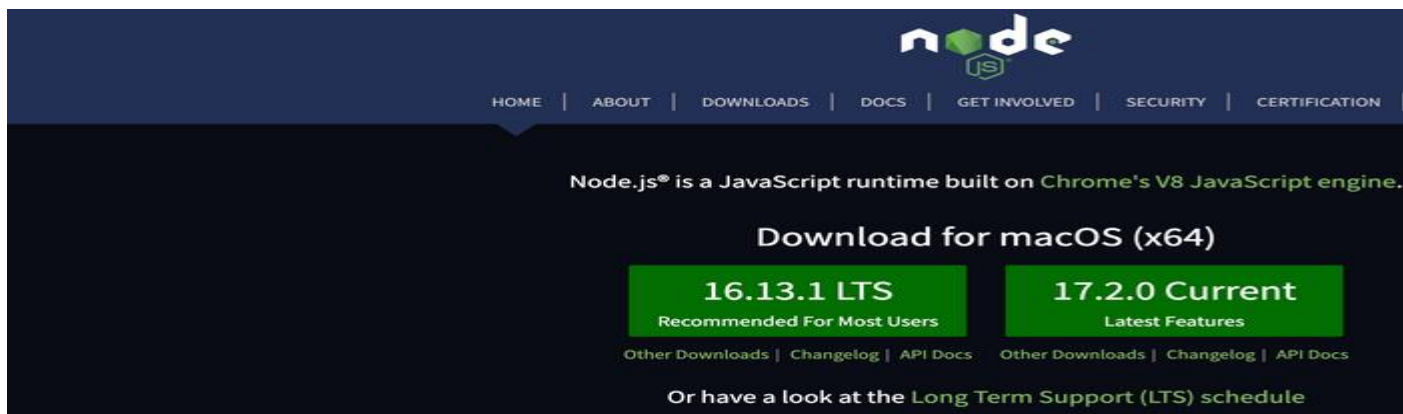 node
JS
HOME | ABOUT | DOWNLOADS | DOCS | GET INVOLVED | SECURITY | CERTIFICATION |
Node.js® is a JavaScript runtime built on Chrome's V8 JavaScript engine.
Download for macOS (x64)
16.13.1 LTS 17.2.0 Current
Recommended For Most Users Latest Features
Other Downloads | Changelog | API Docs Other Downloads | Changelog | API Docs
Or have a look at the Long Term Support (LTS) schedule